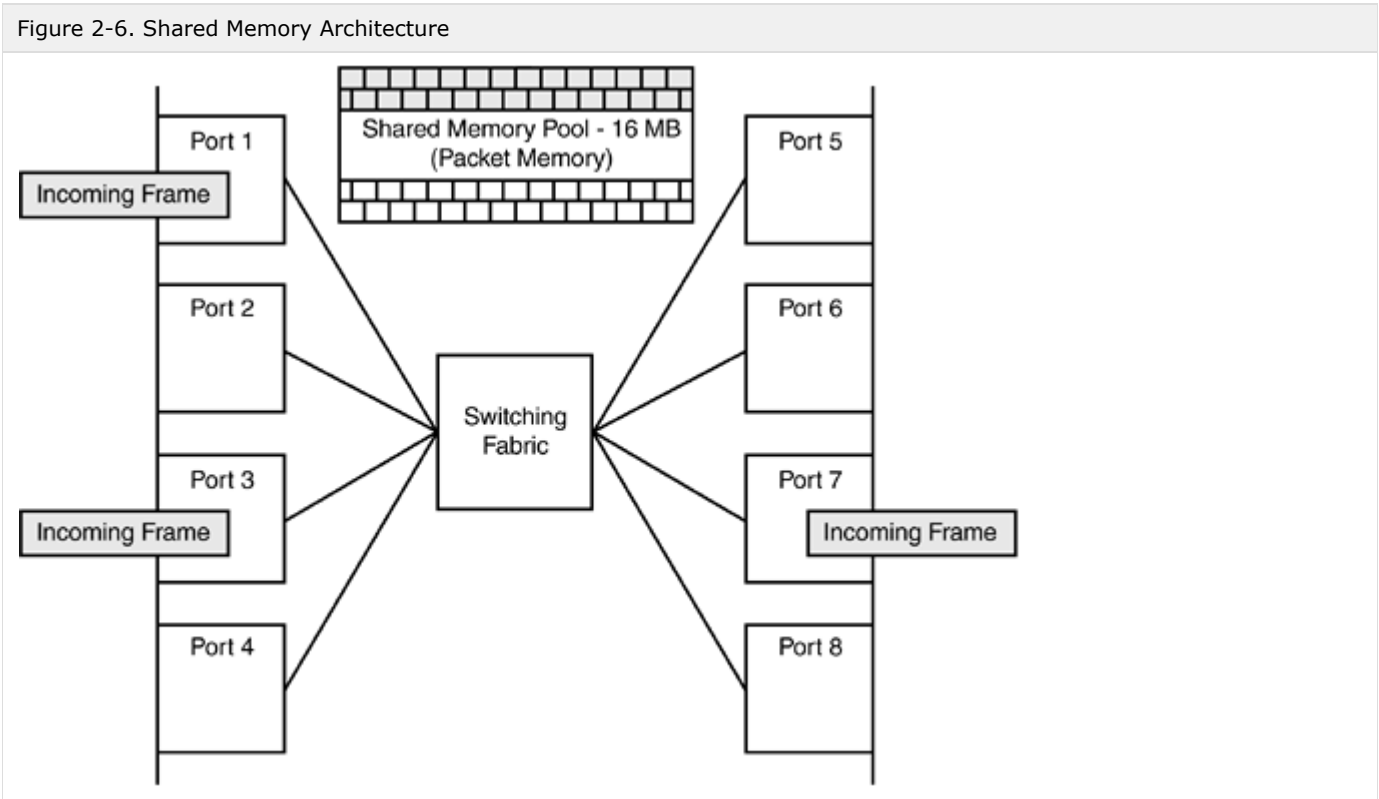 Figure 2-6. Shared Memory Architecture
Shared Memory Pool - 16 MB
(Packet Memory)
Port 1
Incoming Frame
Port 2
Port 3
Incoming Frame
Port 4
Switching
Fabric
Port 5
Port 6
Port 7
Incoming Frame
Port 8